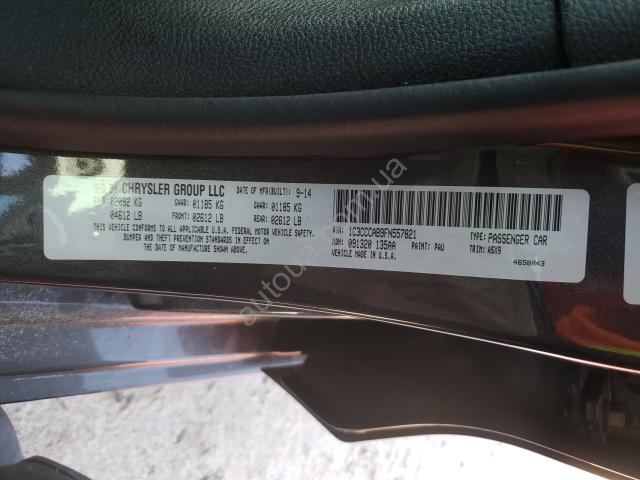 MFD BY CHRYSLER GROUP LLC DATE OF MFR(BUILT): 9-14
02092 KG GAWR: 01185 KG GAWR: 01185 KG
04612 LB FRONT: 02612 LB REAR: 02612 LB
THIS VEHICLE CONFORMS TO ALL APPLICABLE U.S.A. FEDERAL MOTOR VEHICLE SAFETY,
BUMPER AND THEFT PREVENTION STANDARDS IN EFFECT ON
THE DATE OF MANUFACTURE SHOWN ABOVE.
VIN: 1C3CCCAB9FN557821 TYPE: PASSENGER CAR
MDH: 091320 135AA PAINT: PAU TRIM: A5X9
VEHICLE MADE IN U.S.A. 4658043
autoua.com.ua